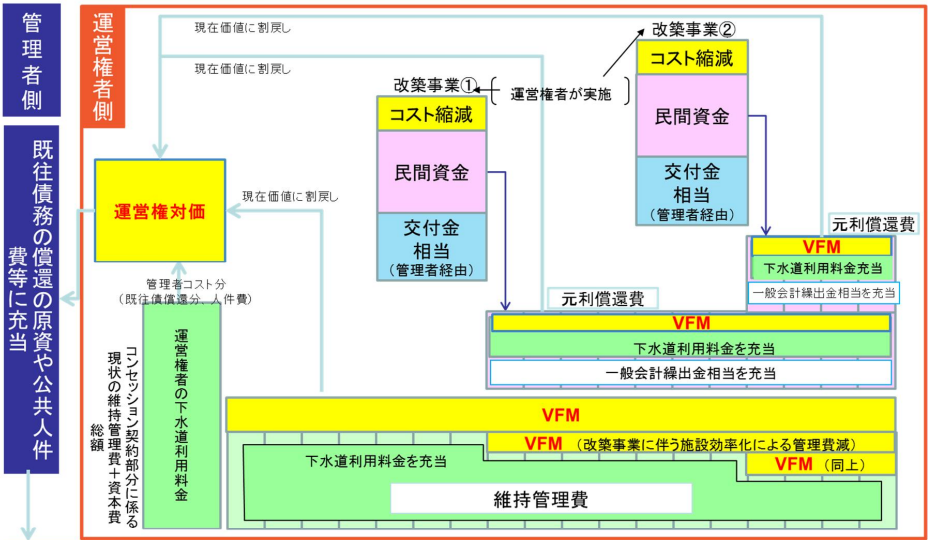 管理者側
既往債務の償還の原資や公共人件
費等に充当
運営権者側
現在価値に割戻し
現在価値に割戻し
改築事業②
コスト縮減
民間資金
交付金
相当
（管理者経由）
改築事業①
運営権者が実施
コスト縮減
民間資金
交付金
相当
（管理者経由）
運営権対価
現在価値に割戻し
管理者コスト分
（既往債償還分、人件費）
運営権者の下水道利用料金
コンセッション契約部分に係る
現状の維持管理費＋資本費
総額
元利償還費
VFM
下水道利用料金充当
一般会計繰出金相当を充当
元利償還費
VFM
下水道利用料金を充当
一般会計繰出金相当を充当
VFM
VFM （改築事業に伴う施設効率化による管理費減）
下水道利用料金を充当
VFM （同上）
維持管理費